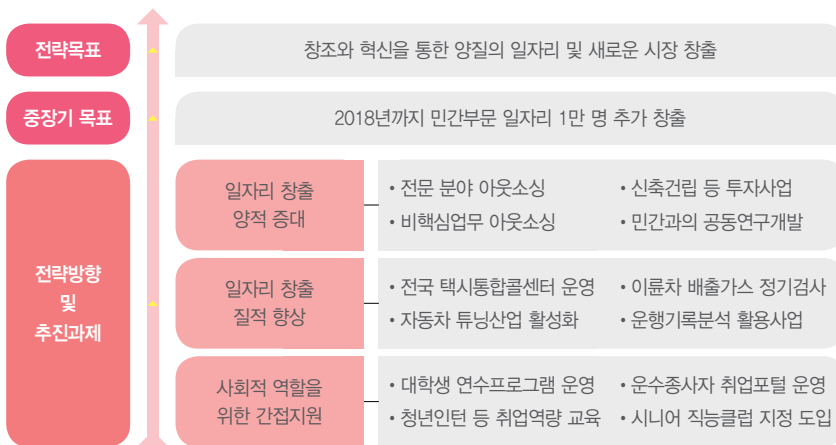 전략목표
창조와 혁신을 통한 양질의 일자리 및 새로운 시장 창출
중장기 목표
2018년까지 민간부문 일자리 1만 명 추가 창출
전략방향
및
추진과제
일자리 창출
양적 증대
• 전문 분야 아웃소싱
• 신축건립 등 투자사업
• 비핵심업무 아웃소싱
• 민간과의 공동연구개발
일자리 창출
질적 향상
• 전국 택시통합콜센터 운영
• 이륜차 배출가스 정기검사
• 자동차 튜닝산업 활성화
• 운행기록분석 활용사업
사회적 역할을
위한 간접지원
• 대학생 연수프로그램 운영
• 운수종사자 취업포털 운영
• 청년인턴 등 취업역량 교육
• 시니어 직능클럽 지정 도입